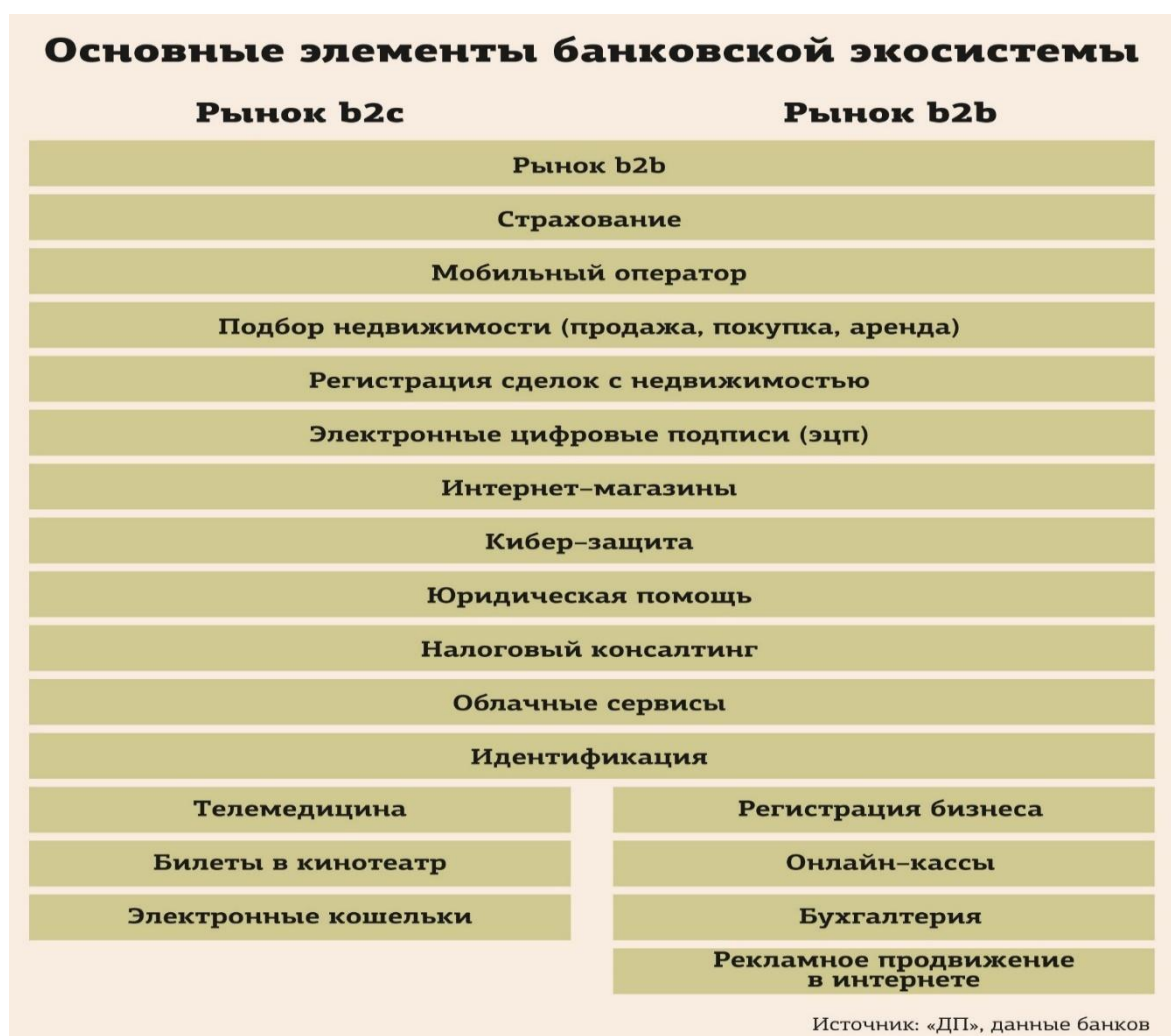 Основные элементы банковской экосистемы
Рынок b2c
Рынок b2b
Рынок b2b
Страхование
Мобильный оператор
Подбор недвижимости (продажа, покупка, аренда)
Регистрация сделок с недвижимостью
Электронные цифровые подписи (эцп)
Интернет–магазины
Кибер–защита
Юридическая помощь
Налоговый консалтинг
Облачные сервисы
Идентификация
Телемедицина
Билеты в кинотеатр
Электронные кошельки
Регистрация бизнеса
Онлайн–кассы
Бухгалтерия
Рекламное продвижение
в интернете
Источник: «ДП», данные банков